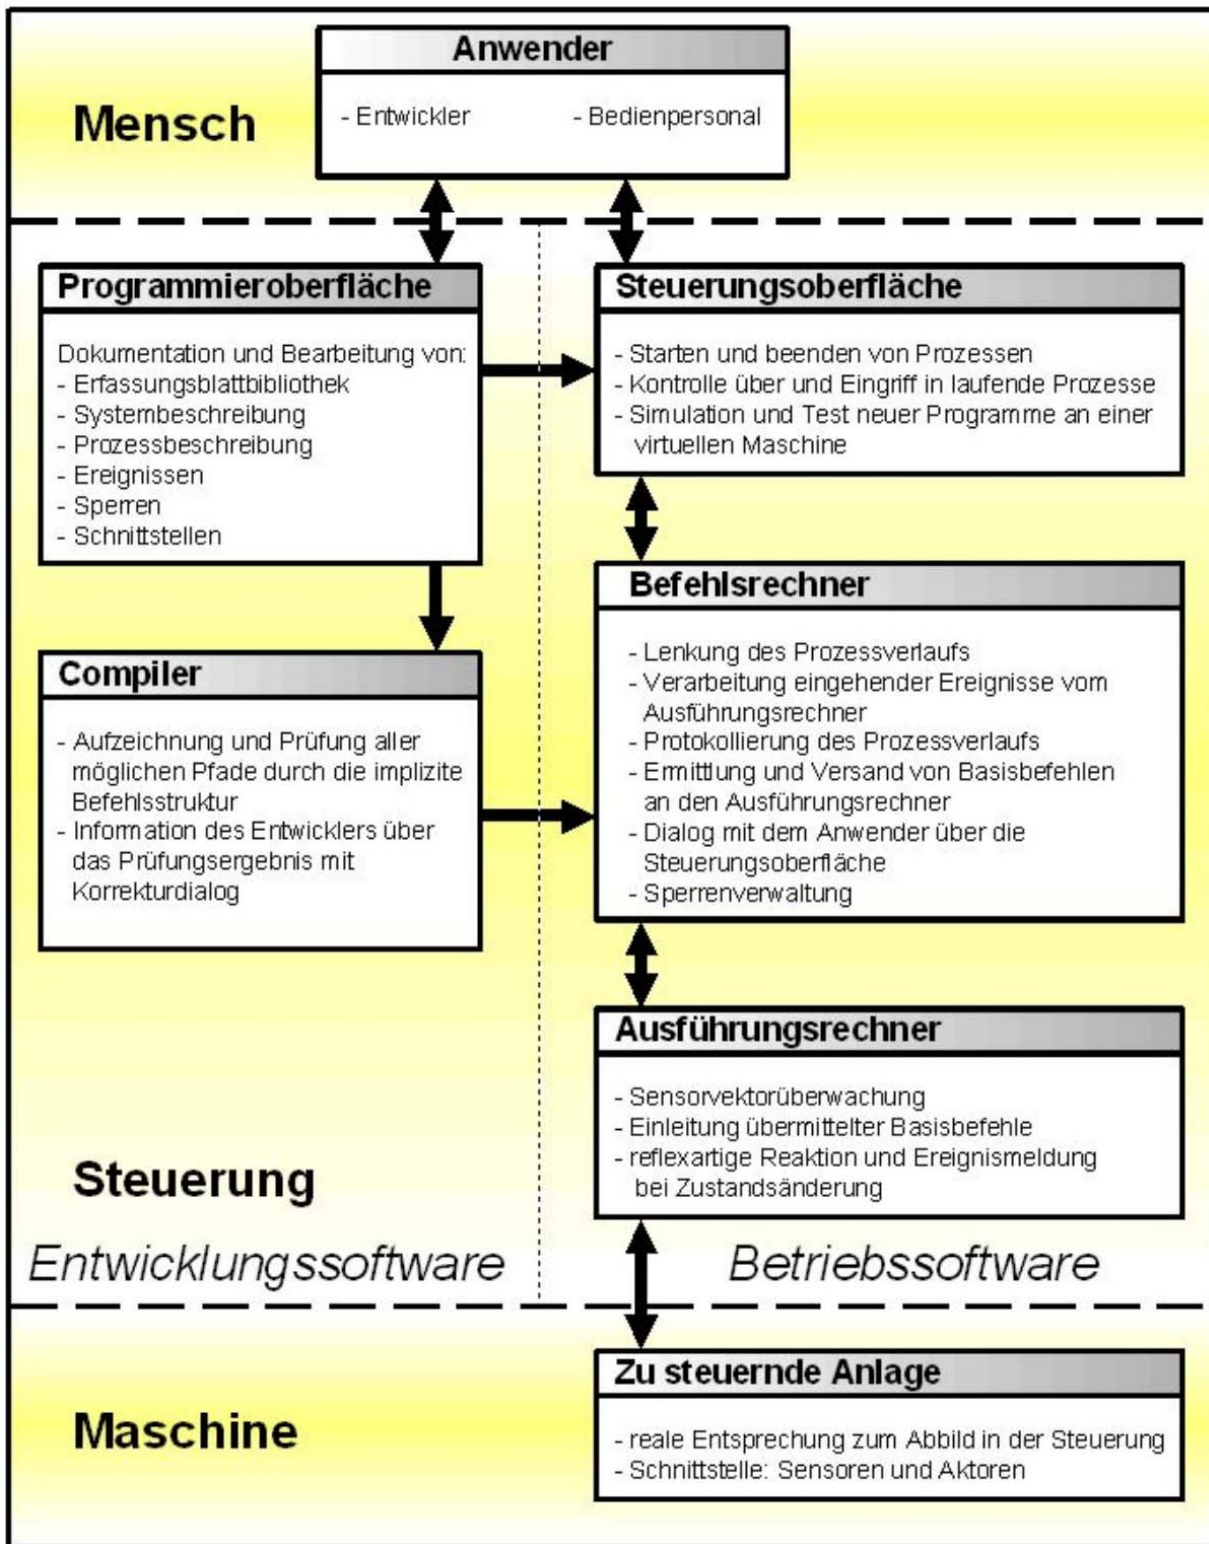 Anwender
- Entwickler - Bedienpersonal
Mensch
Programmieroberfläche
Dokumentation und Bearbeitung von:
- Erfassungsblattbibliothek
- Systembeschreibung
- Prozessbeschreibung
- Ereignissen
- Sperren
- Schnittstellen
Steuerungsoberfläche
- Starten und beenden von Prozessen
- Kontrolle über und Eingriff in laufende Prozesse
- Simulation und Test neuer Programme an einer
virtuellen Maschine
Compiler
- Aufzeichnung und Prüfung aller
möglichen Pfade durch die implizite
Befehlsstruktur
- Information des Entwicklers über
das Prüfungsergebnis mit
Korrekturdialog
Befehlsrechner
- Lenkung des Prozessverlaufs
- Verarbeitung eingehender Ereignisse vom
Ausführungsrechner
- Protokollierung des Prozessverlaufs
- Ermittlung und Versand von Basisbefehlen
an den Ausführungsrechner
- Dialog mit dem Anwender über die
Steuerungsoberfläche
- Sperrenverwaltung
Ausführungsrechner
- Sensorvektorüberwachung
- Einleitung übermittelter Basisbefehle
- reflexartige Reaktion und Ereignismeldung
bei Zustandsänderung
Steuerung
Entwicklungssoftware
Betriebssoftware
Zu steuernde Anlage
- reale Entsprechung zum Abbild in der Steuerung
- Schnittstelle: Sensoren und Aktoren
Maschine